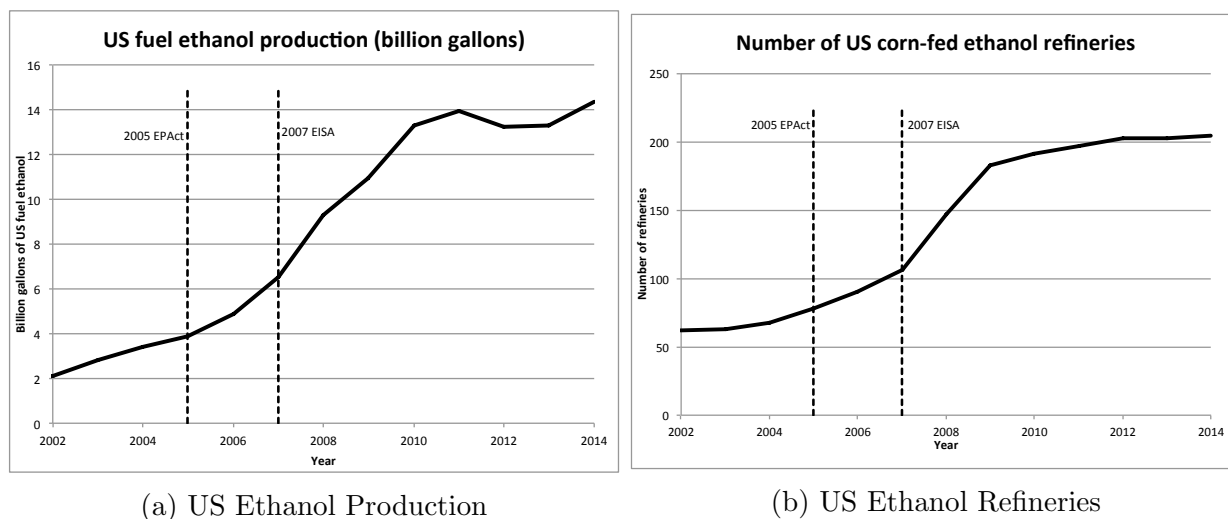 US fuel ethanol production (billion gallons)
Billion gallons of US fuel ethanol
16
14
12
10
8
6
4
2
0
2005 EPAct
2007 EISA
2002 2004 2006 2008 2010 2012 2014
Year
(a) US Ethanol Production
Number of US corn-fed ethanol refineries
Number of refineries
250
200
150
100
50
0
2005 EPAct
2007 EISA
2002 2004 2006 2008 2010 2012 2014
Year
(b) US Ethanol Refineries